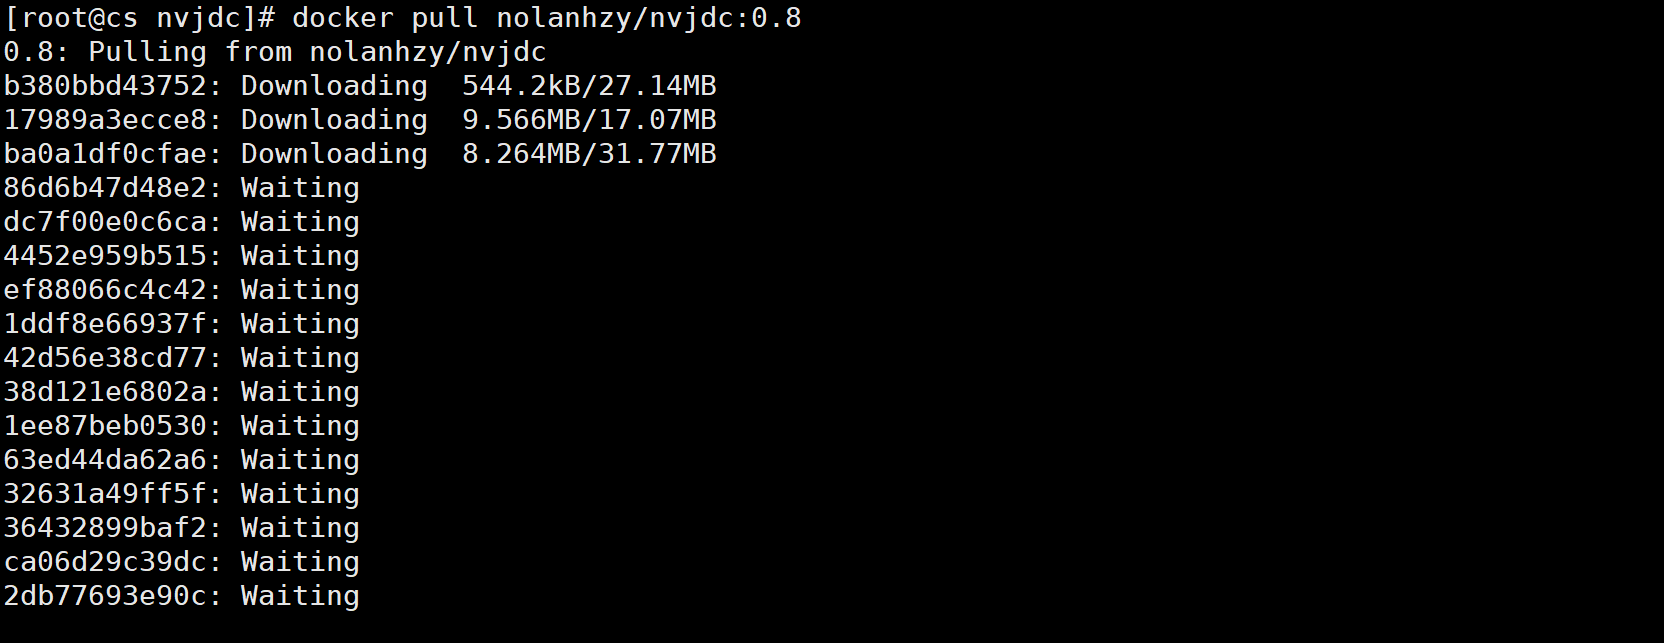 [root@cs nvjdc]# docker pull nolanhzy/nvjdc:0.8
0.8: Pulling from nolanhzy/nvjdc
b380bbd43752: Downloading  544.2kB/27.14MB
17989a3ecce8: Downloading  9.566MB/17.07MB
ba0a1df0cfae: Downloading  8.264MB/31.77MB
86d6b47d48e2: Waiting
dc7f00e0c6ca: Waiting
4452e959b515: Waiting
ef88066c4c42: Waiting
1ddf8e66937f: Waiting
42d56e38cd77: Waiting
38d121e6802a: Waiting
1ee87beb0530: Waiting
63ed44da62a6: Waiting
32631a49ff5f: Waiting
36432899baf2: Waiting
ca06d29c39dc: Waiting
2db77693e90c: Waiting